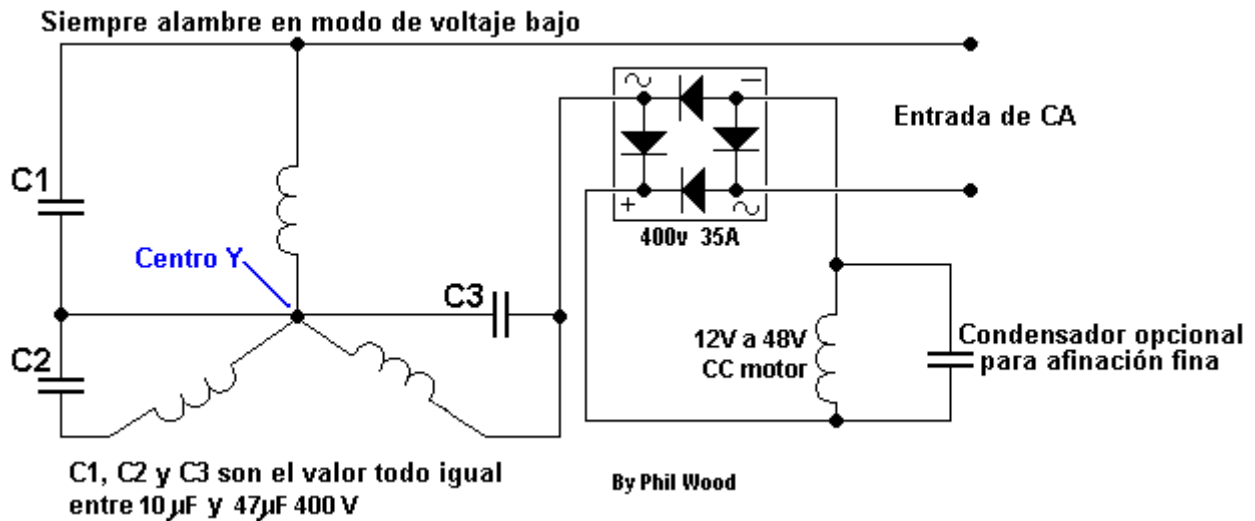 Siempre alambre en modo de voltaje bajo
Entrada de CA
C1
+
400v 35A
Centro Y
C3
C2
12V a 48V
CC motor
Condensador opcional
para afinación fina
C1, C2 y C3 son el valor todo igual
entre 10µF y 47µF 400 V
By Phil Wood